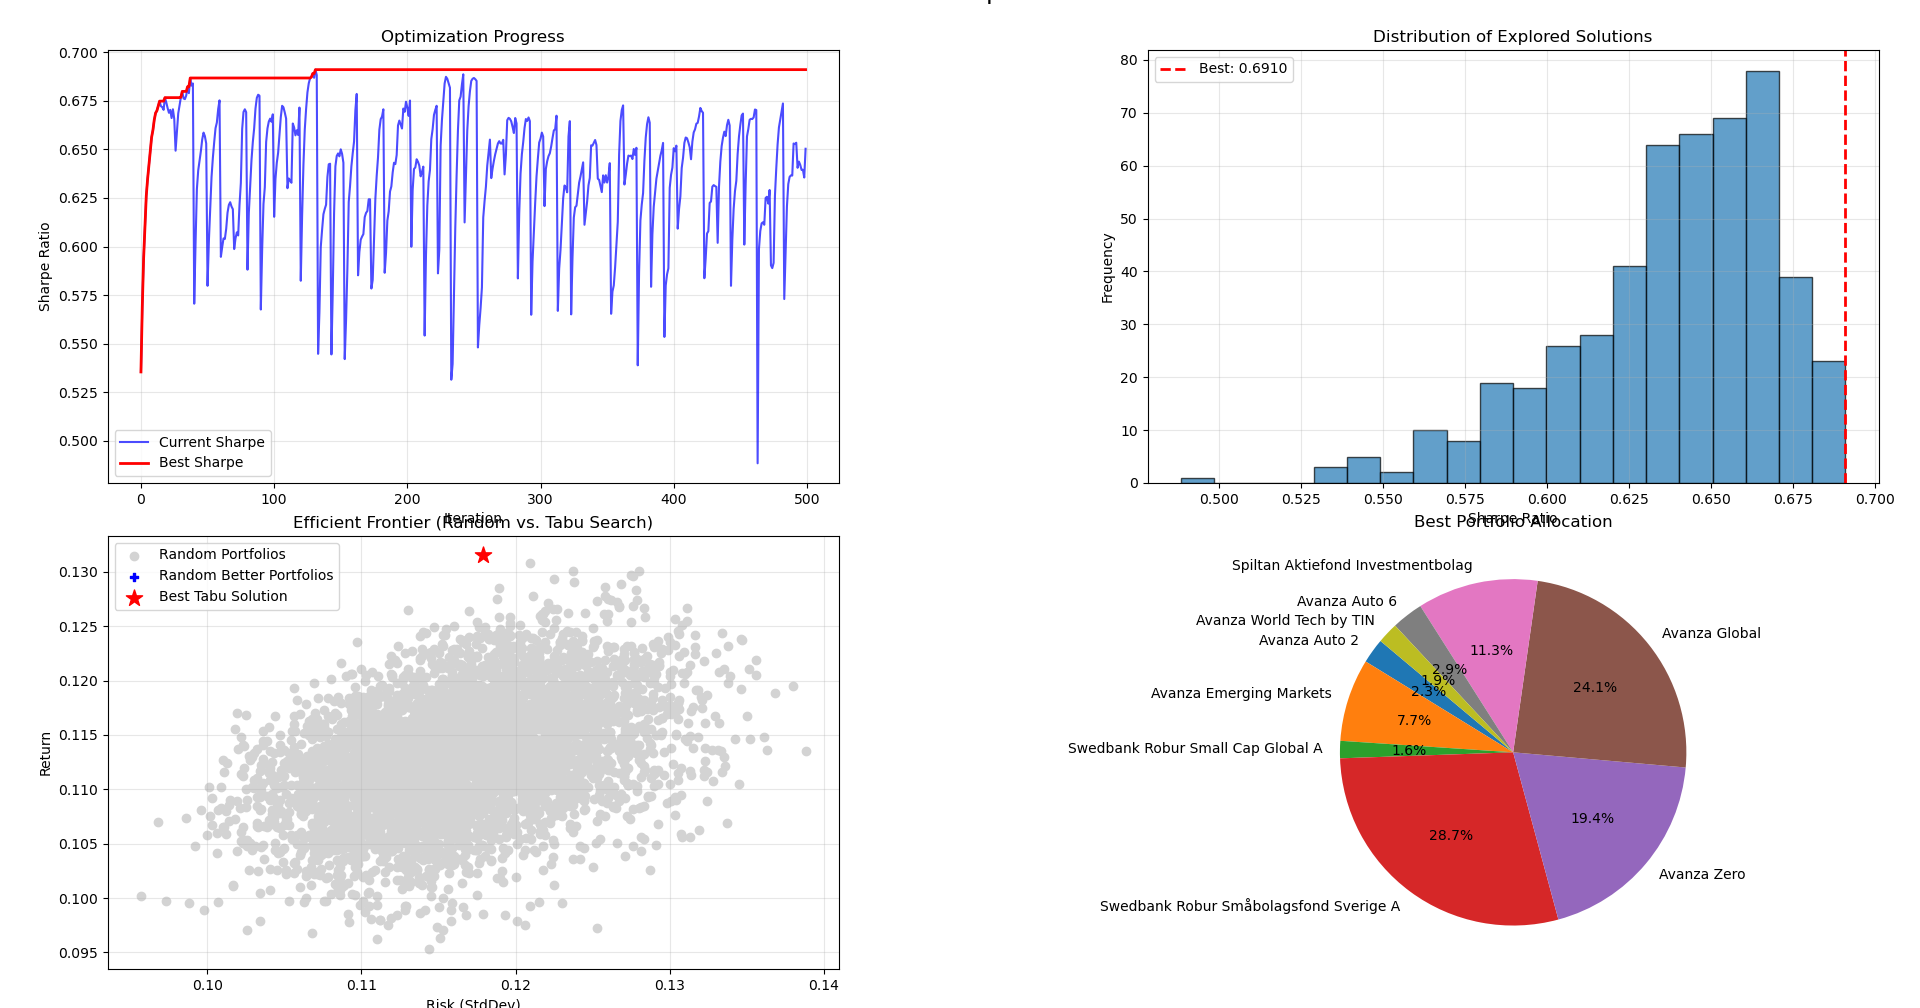 Optimization Progress
0.700
0.675
0.650
0.625
0.600
0.575
0.550
0.525
0.500
Sharpe Ratio
Current Sharpe
Best Sharpe
0 100 200 300 400 500
Iteration
Distribution of Explored Solutions
80
70
60
50
40
30
20
10
0
Frequency
Best: 0.6910
0.500 0.525 0.550 0.575 0.600 0.625 0.650 0.675 0.700
Sharpe Ratio
Efficient Frontier (Random vs. Tabu Search)
0.130
0.125
0.120
0.115
0.110
0.105
0.100
0.095
Return
Random Portfolios
Random Better Portfolios
Best Tabu Solution
0.10 0.11 0.12 0.13 0.14
Risk (StdDev)
Best Portfolio Allocation
Spiltan Aktiefond Investmentbolag
Avanza Auto 6
Avanza World Tech by TIN
Avanza Auto 2
Avanza Emerging Markets
Swedbank Robur Small Cap Global A
Swedbank Robur Småbolagsfond Sverige A
Avanza Zero
Avanza Global
11.3%
2.9%
1.9%
2.3%
7.7%
1.6%
28.7%
19.4%
24.1%